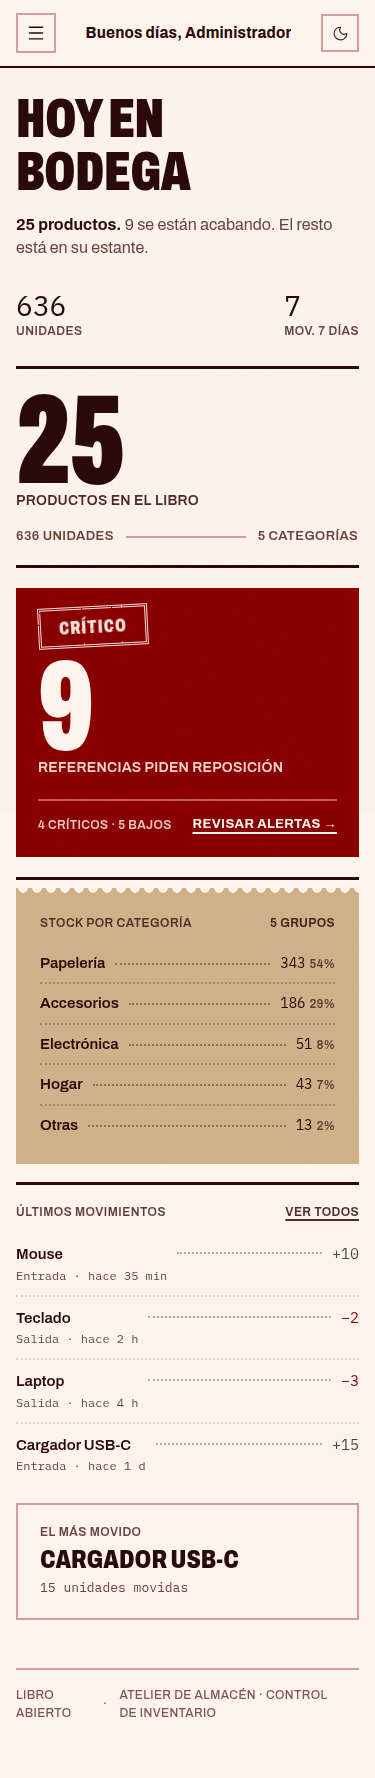 Buenos días, Administrador
HOY EN
BODEGA
25 productos. 9 se están acabando. El resto
está en su estante.
636
UNIDADES
7
MOV. 7 DÍAS
25
PRODUCTOS EN EL LIBRO
636 UNIDADES
5 CATEGORÍAS
CRÍTICO
9
REFERENCIAS PIDEN REPOSICIÓN
4 CRÍTICOS · 5 BAJOS
REVISAR ALERTAS →
STOCK POR CATEGORÍA
5 GRUPOS
Papelería 343 54%
Accesorios 186 29%
Electrónica 51 8%
Hogar 43 7%
Otras 13 2%
ÚLTIMOS MOVIMIENTOS
VER TODOS
Mouse +10
Entrada · hace 35 min
Teclado −2
Salida · hace 2 h
Laptop −3
Salida · hace 4 h
Cargador USB-C +15
Entrada · hace 1 d
EL MÁS MOVIDO
CARGADOR USB-C
15 unidades movidas
LIBRO
ABIERTO
·
ATELIER DE ALMACÉN · CONTROL
DE INVENTARIO